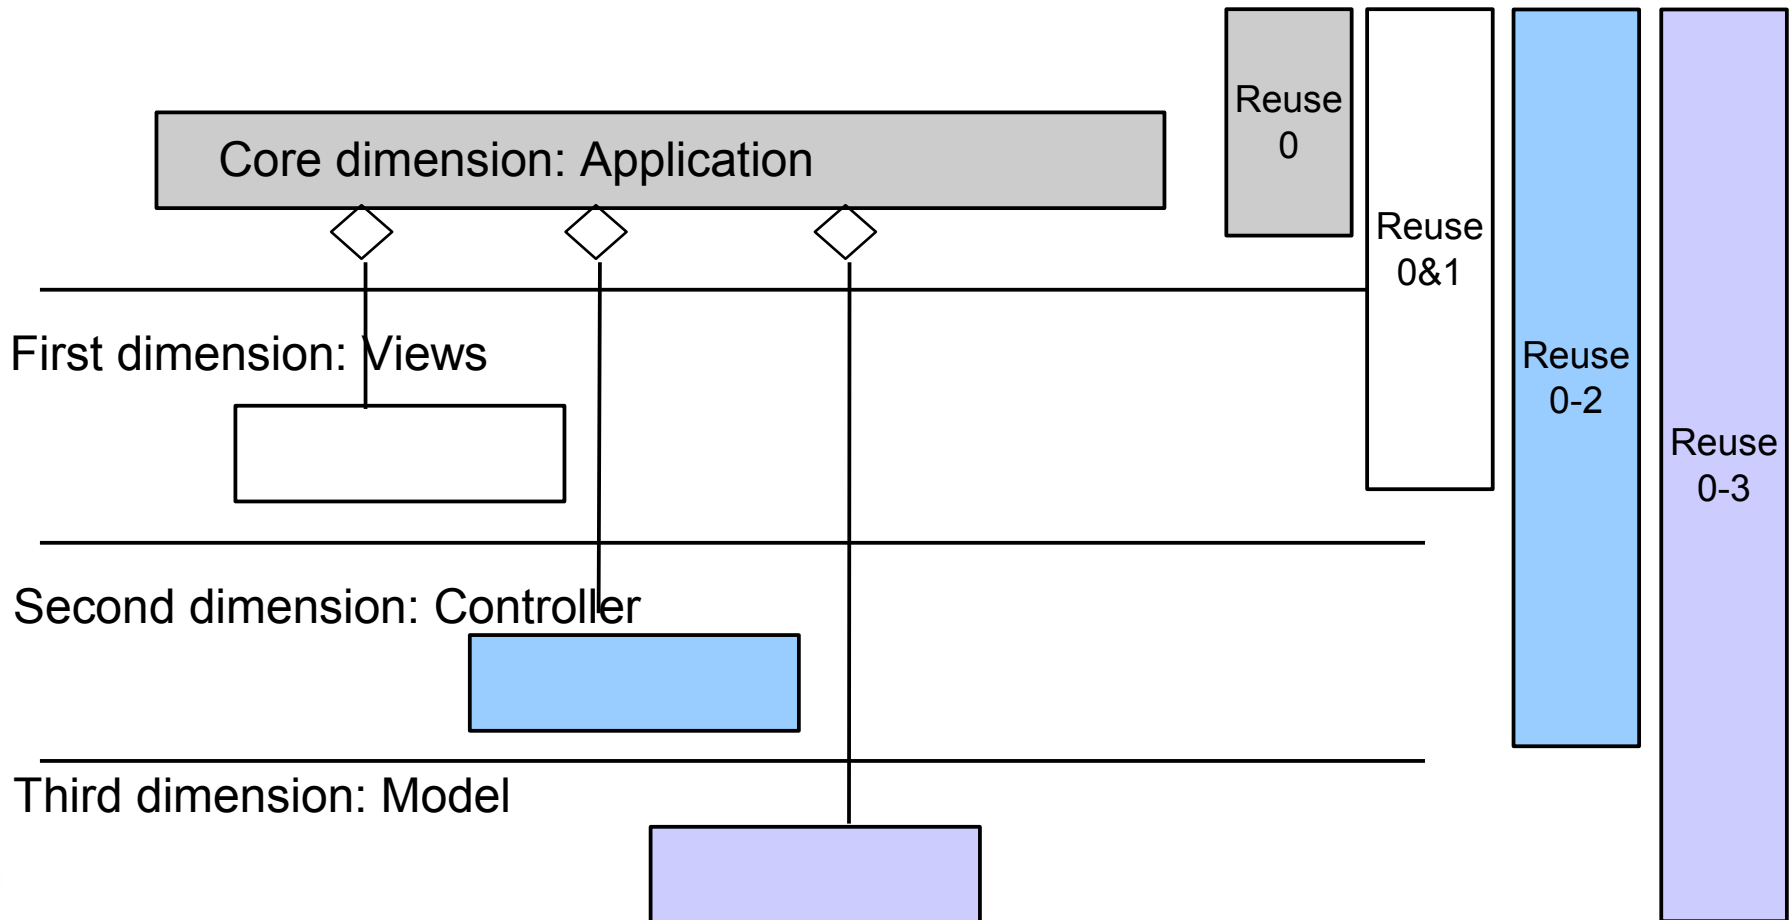 Reuse
0
Core dimension: Application
Reuse
0&1
First dimension: Views
Reuse
0-2
Reuse
0-3
Second dimension: Controller
Third dimension: Model